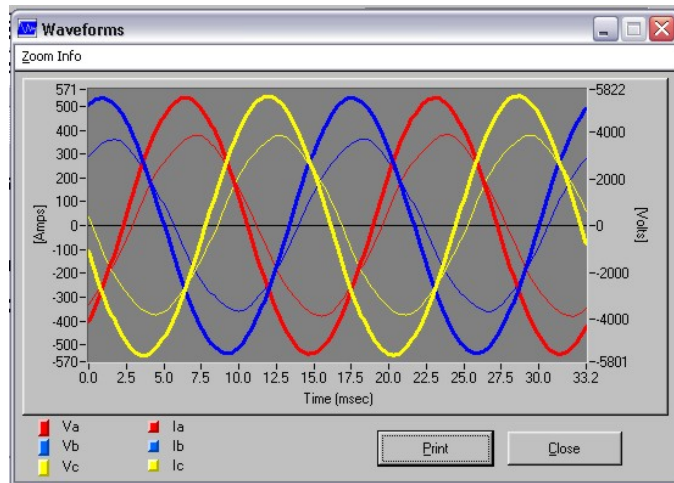 Waveforms
Zoom Info
571
500
400
300
200
100
0
-100
-200
-300
-400
-500
-570
[Amps]
5822
4000
2000
0
-2000
-4000
-5801
[Volts]
0.0 2.5 5.0 7.5 10.0 12.5 15.0 17.5 20.0 22.5 25.0 27.5 30.0 33.2
Time (msec)
Va Ia
Vb Ib
Vc Ic
Print Close